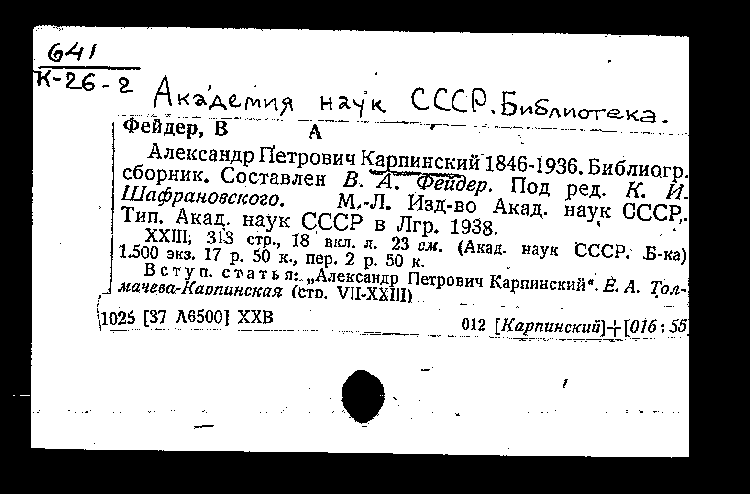 641
К-26-2
Академия наук СССР. Библиотека.
Фейдер, В А
Александр Петрович Карпинский 1846-1936. Библиогр.
сборник. Составлен В. А. Фейдер. Под ред. К. И.
Шафрановского. М.-Л. Изд-во Акад. наук СССР,
Тип. Акад. наук СССР в Лгр. 1938.
XXIII; 313 стр., 18 вкл. л. 23 см. (Акад. наук СССР. Б-ка)
1.500 экз. 17 р. 50 к., пер. 2 р. 50 к.
Вступ. статья: „Александр Петрович Карпинский“. Е. А. Тол-
мачева-Карпинская (стр. VII-XXIII)
1025 [37 А6500] XXB
012 [Карпинский]+[016:55]